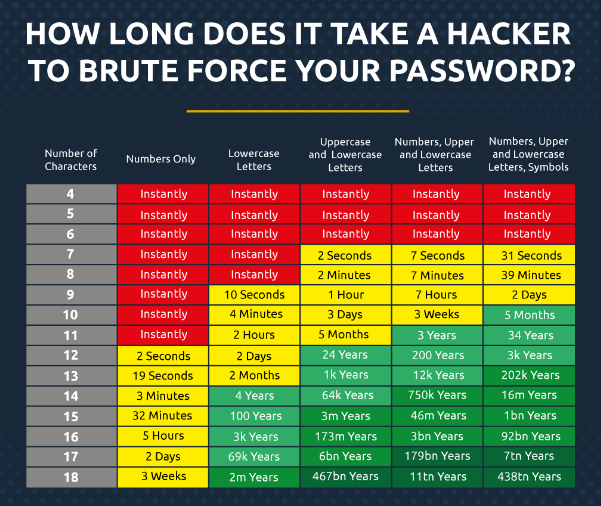 HOW LONG DOES IT TAKE A HACKER
TO BRUTE FORCE YOUR PASSWORD?
Number of Characters Numbers Only Lowercase Letters Uppercase and Lowercase Letters Numbers, Upper and Lowercase Letters Numbers, Upper and Lowercase Letters, Symbols
4 Instantly Instantly Instantly Instantly Instantly
5 Instantly Instantly Instantly Instantly Instantly
6 Instantly Instantly Instantly Instantly Instantly
7 Instantly Instantly 2 Seconds 7 Seconds 31 Seconds
8 Instantly Instantly 2 Minutes 7 Minutes 39 Minutes
9 Instantly 10 Seconds 1 Hour 7 Hours 2 Days
10 Instantly 4 Minutes 3 Days 3 Weeks 5 Months
11 Instantly 2 Hours 5 Months 3 Years 34 Years
12 2 Seconds 2 Days 24 Years 200 Years 3k Years
13 19 Seconds 2 Months 1k Years 12k Years 202k Years
14 3 Minutes 4 Years 64k Years 750k Years 16m Years
15 32 Minutes 100 Years 3m Years 46m Years 1bn Years
16 5 Hours 3k Years 173m Years 3bn Years 92bn Years
17 2 Days 69k Years 6bn Years 179bn Years 7tn Years
18 3 Weeks 2m Years 467bn Years 11tn Years 438tn Years